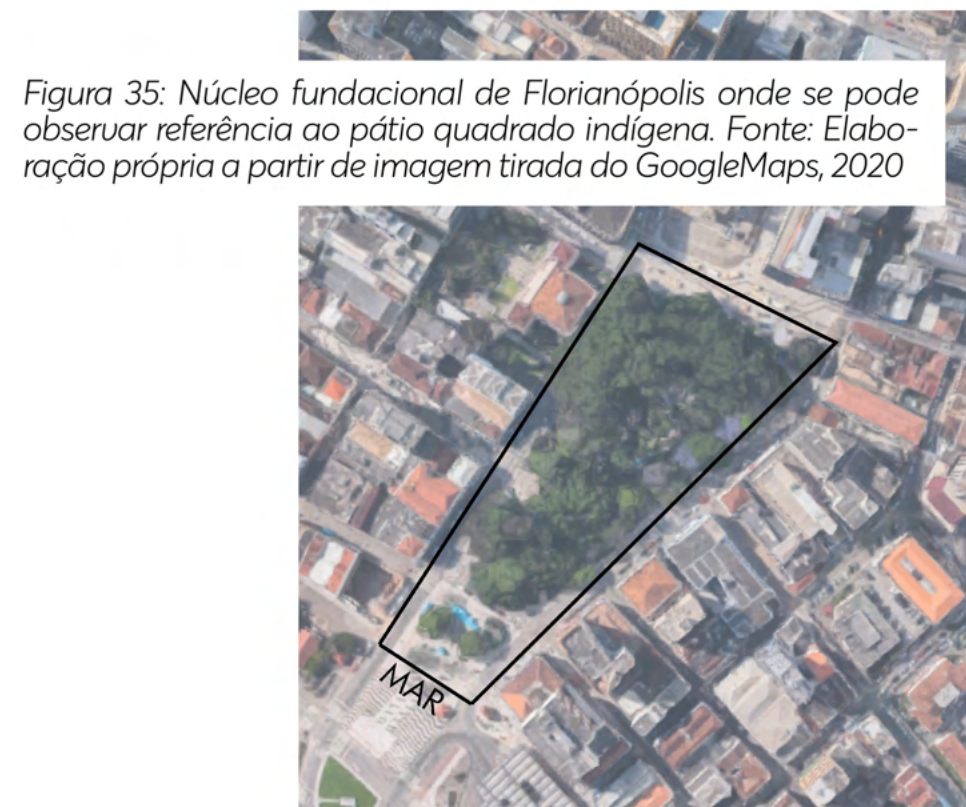 Figura 35: Núcleo fundacional de Florianópolis onde se pode
observar referência ao pátio quadrado indígena. Fonte: Elabo-
ração própria a partir de imagem tirada do GoogleMaps, 2020
MAR